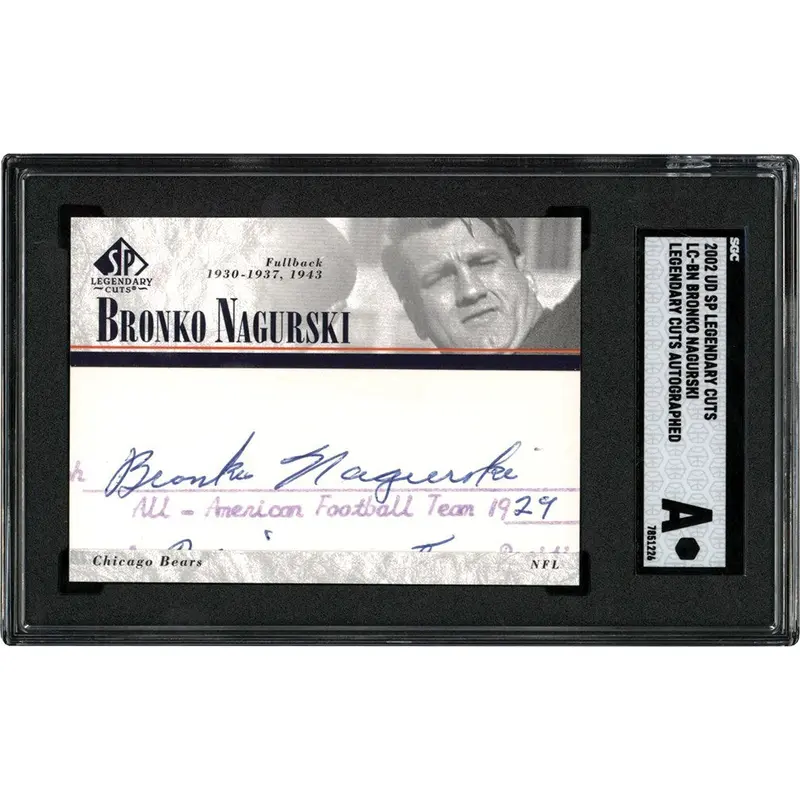 SP
LEGENDARY
CUTS
Fullback
1930-1937, 1943
BRONKO NAGURSKI
h Bronko Nagurski
All - American Football Team 1929
Chicago Bears
NFL
SGC
2002 UD SP LEGENDARY CUTS
LC-BN BRONKO NAGURSKI
LEGENDARY CUTS AUTOGRAPHED
A
7851226